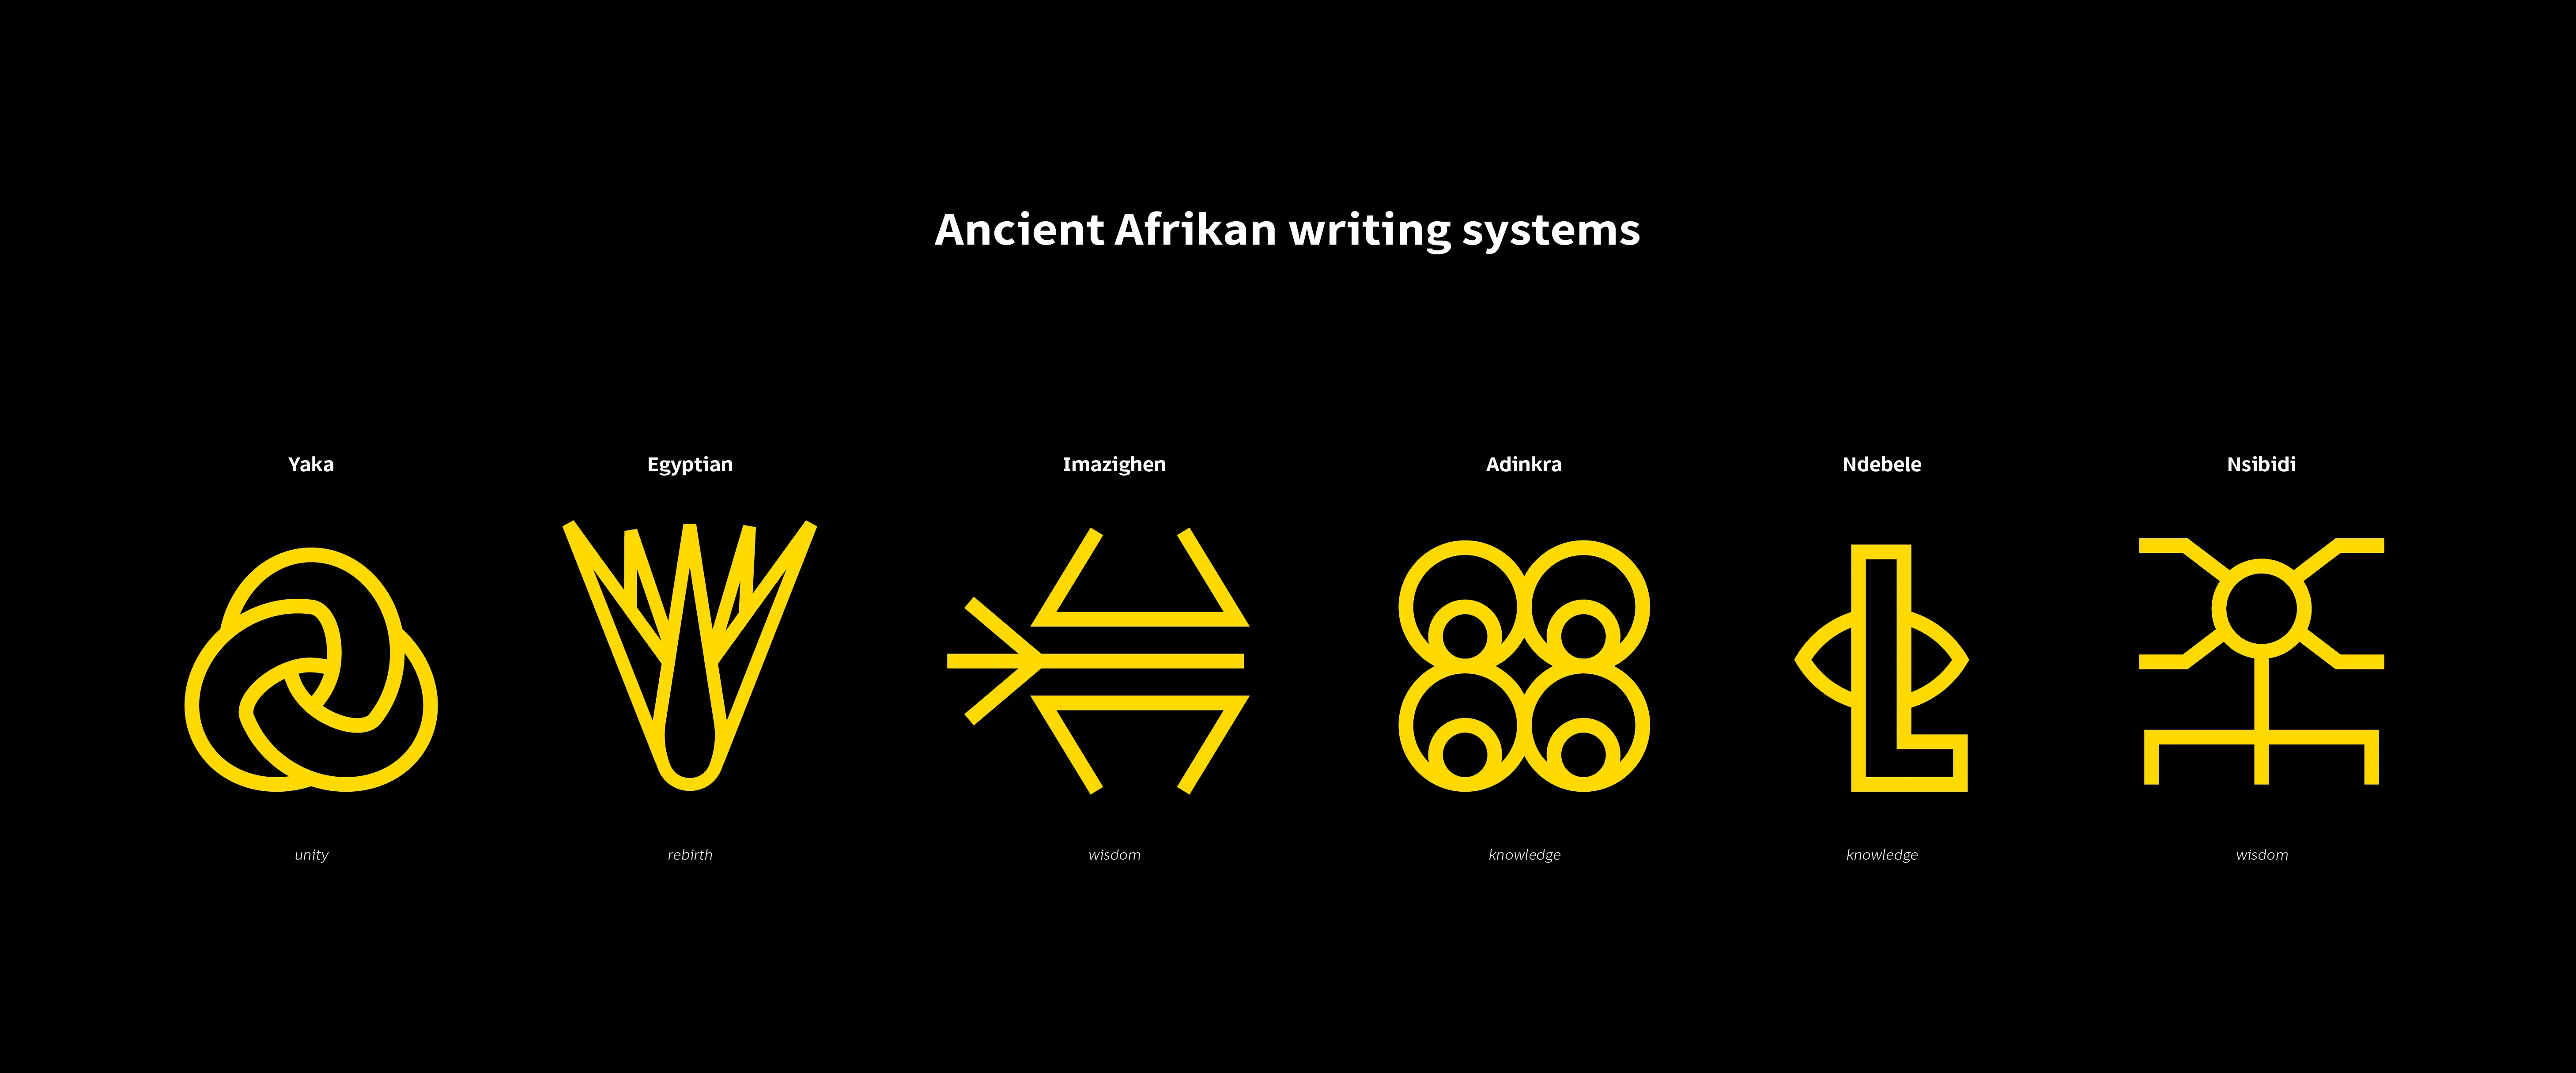 Ancient Afrikan writing systems
Yaka Egyptian Imazighen Adinkra Ndebele Nsibidi
unity rebirth wisdom knowledge knowledge wisdom